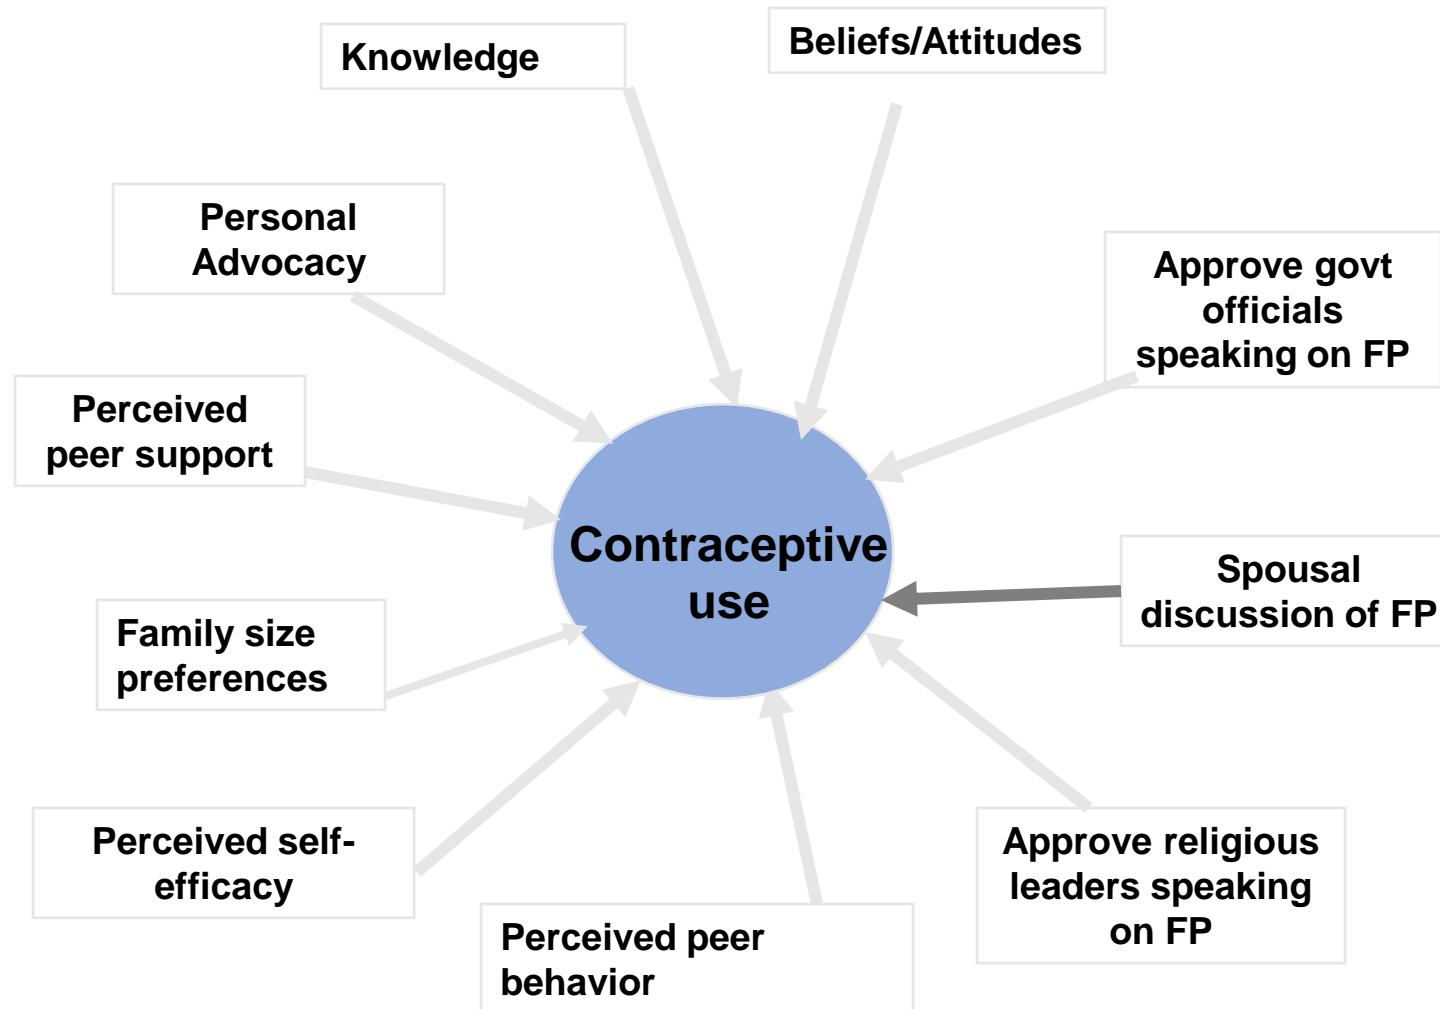 Knowledge
Beliefs/Attitudes
Personal
Advocacy
Approve govt
officials
speaking on FP
Perceived
peer support
Contraceptive
use
Spousal
discussion of FP
Family size
preferences
Perceived self-
efficacy
Approve religious
leaders speaking
on FP
Perceived peer
behavior